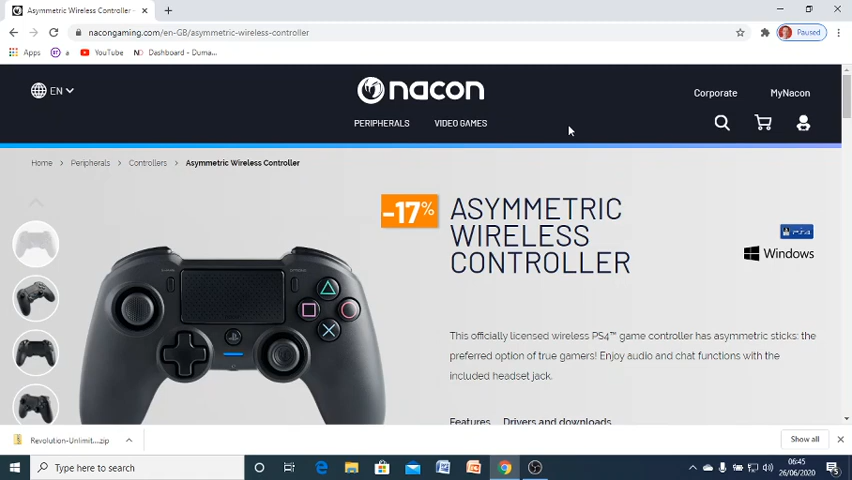 Asymmetric Wireless Controller -
nacongaming.com/en-GB/asymmetric-wireless-controller
Paused
Apps
a
YouTube
Dashboard - Duma...
EN
nacon
Corporate
MyNacon
PERIPHERALS
VIDEO GAMES
Home > Peripherals > Controllers > Asymmetric Wireless Controller
-17%
ASYMMETRIC
WIRELESS
CONTROLLER
PS4
Windows
This officially licensed wireless PS4™ game controller has asymmetric sticks: the
preferred option of true gamers! Enjoy audio and chat functions with the
included headset jack.
Features
Drivers and downloads
Revolution-Unlimit....zip
Show all
Type here to search
06:45
26/06/2020
5